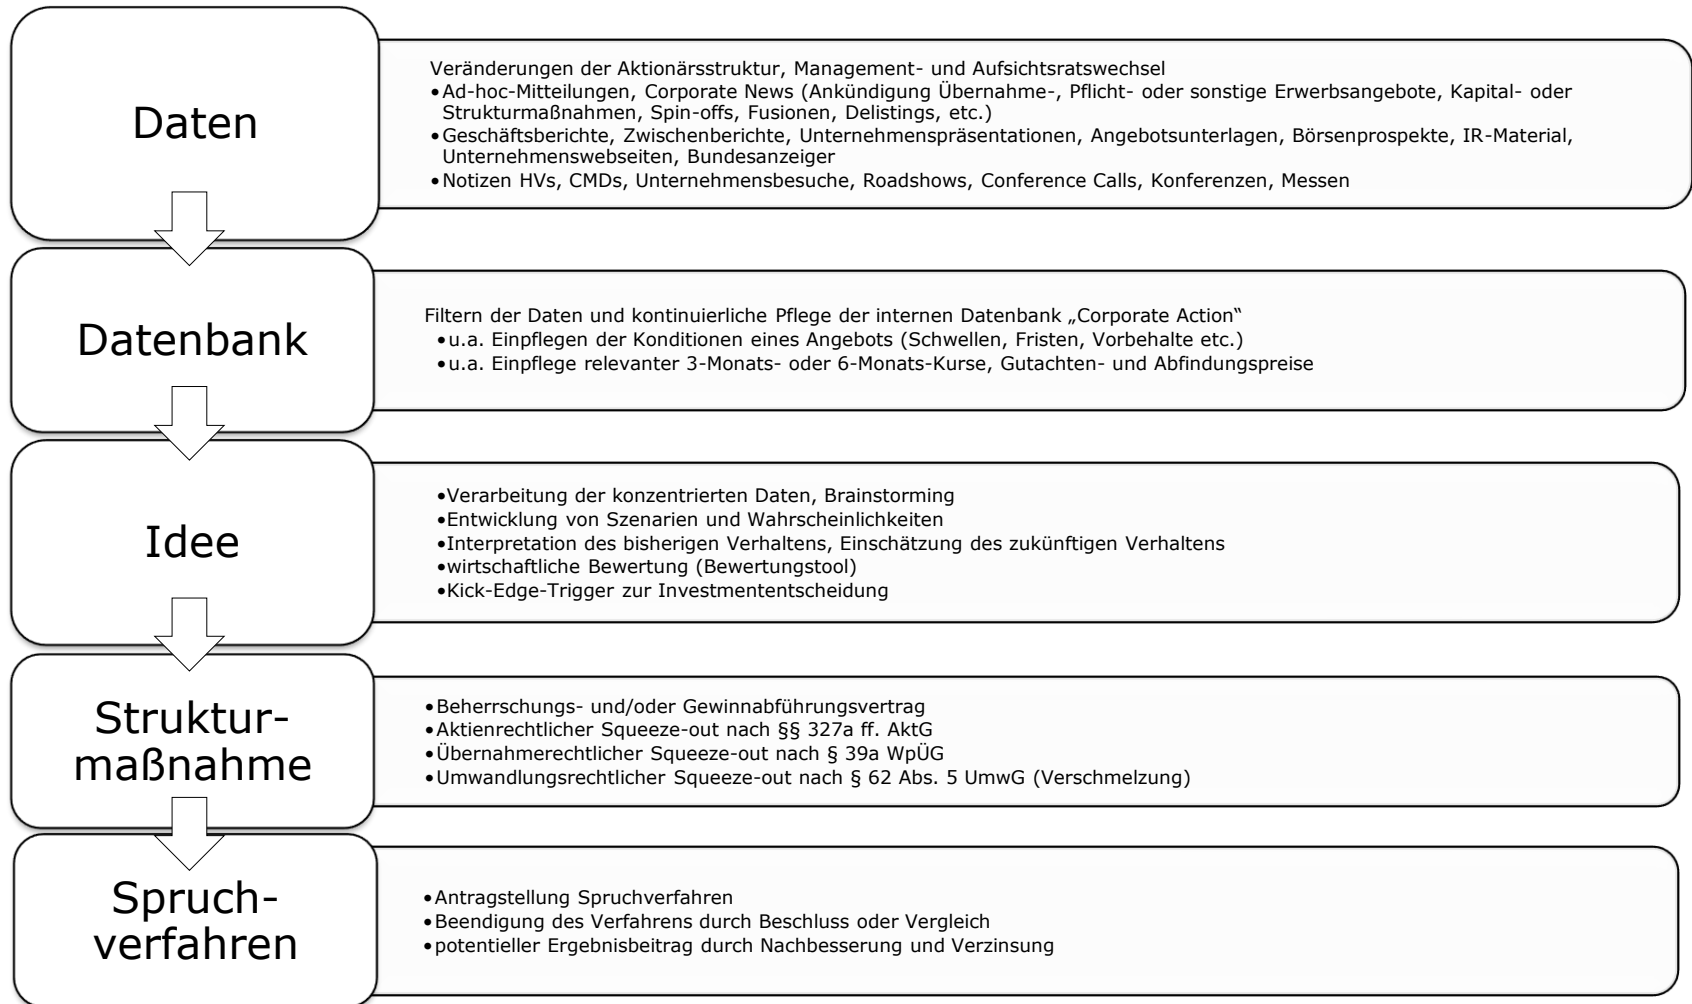 Daten
Veränderungen der Aktionärsstruktur, Management- und Aufsichtsratswechsel
•Ad-hoc-Mitteilungen, Corporate News (Ankündigung Übernahme-, Pflicht- oder sonstige Erwerbsangebote, Kapital- oder
Strukturmaßnahmen, Spin-offs, Fusionen, Delistings, etc.)
•Geschäftsberichte, Zwischenberichte, Unternehmenspräsentationen, Angebotsunterlagen, Börsenprospekte, IR-Material,
Unternehmenswebseiten, Bundesanzeiger
•Notizen HVs, CMDs, Unternehmensbesuche, Roadshows, Conference Calls, Konferenzen, Messen
Datenbank
Filtern der Daten und kontinuierliche Pflege der internen Datenbank „Corporate Action“
•u.a. Einpflegen der Konditionen eines Angebots (Schwellen, Fristen, Vorbehalte etc.)
•u.a. Einpflege relevanter 3-Monats- oder 6-Monats-Kurse, Gutachten- und Abfindungspreise
Idee
•Verarbeitung der konzentrierten Daten, Brainstorming
•Entwicklung von Szenarien und Wahrscheinlichkeiten
•Interpretation des bisherigen Verhaltens, Einschätzung des zukünftigen Verhaltens
•wirtschaftliche Bewertung (Bewertungstool)
•Kick-Edge-Trigger zur Investmententscheidung
Struktur-
maßnahme
•Beherrschungs- und/oder Gewinnabführungsvertrag
•Aktienrechtlicher Squeeze-out nach §§ 327a ff. AktG
•Übernahmerechtlicher Squeeze-out nach § 39a WpÜG
•Umwandlungsrechtlicher Squeeze-out nach § 62 Abs. 5 UmwG (Verschmelzung)
Spruch-
verfahren
•Antragstellung Spruchverfahren
•Beendigung des Verfahrens durch Beschluss oder Vergleich
•potentieller Ergebnisbeitrag durch Nachbesserung und Verzinsung